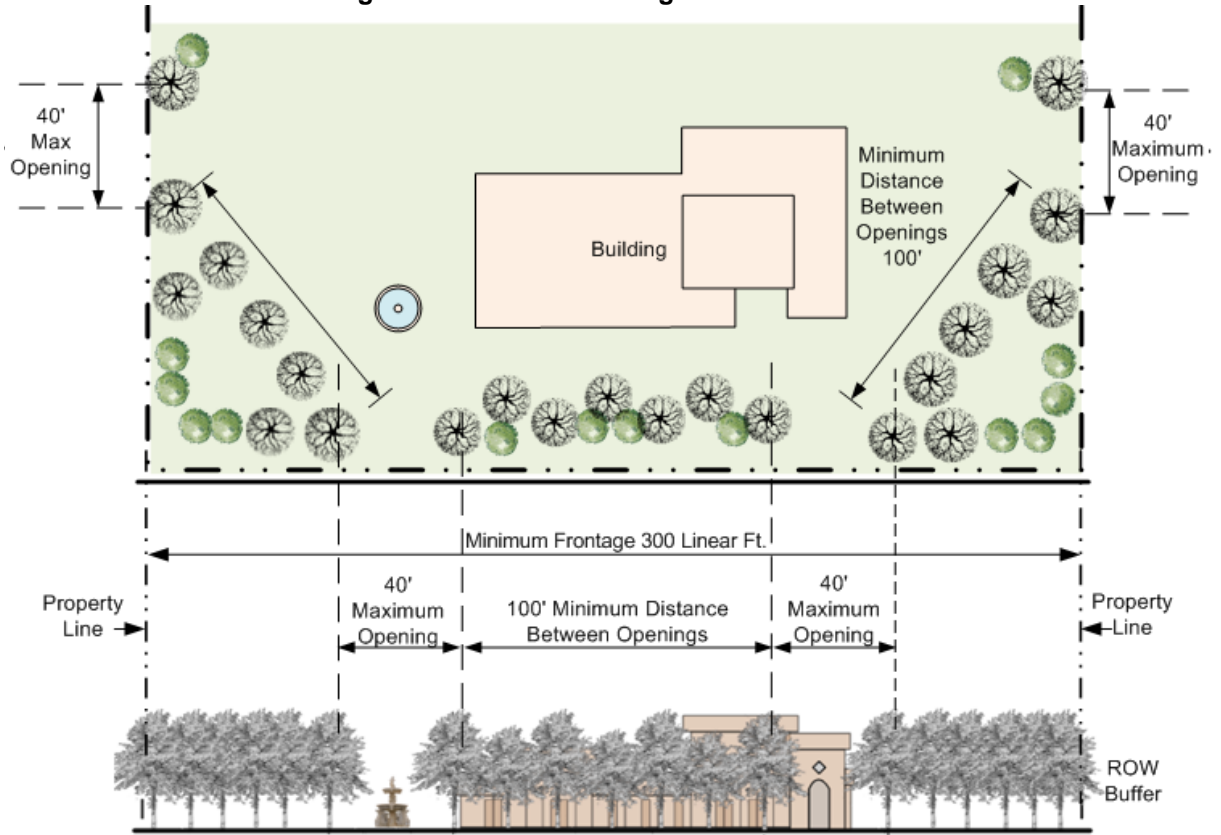 40'
Max
Opening
Building
Minimum
Distance
Between
Openings
100'
40'
Maximum
Opening
Minimum Frontage 300 Linear Ft.
Property
Line
40'
Maximum
Opening
100' Minimum Distance
Between Openings
40'
Maximum
Opening
Property
Line
ROW
Buffer